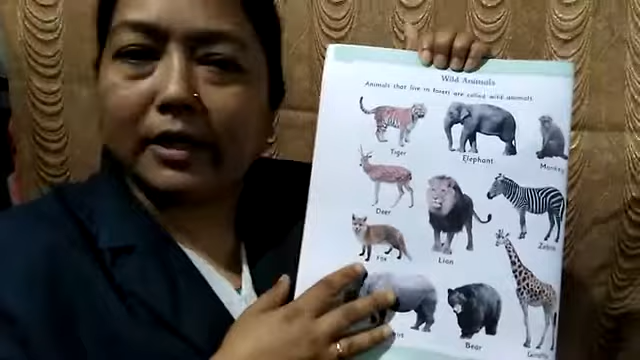 Wild Animals
Animals that live in forest are called wild animals
Tiger
Elephant
Monkey
Deer
Lion
Zebra
Fox
Bear
Giraffe